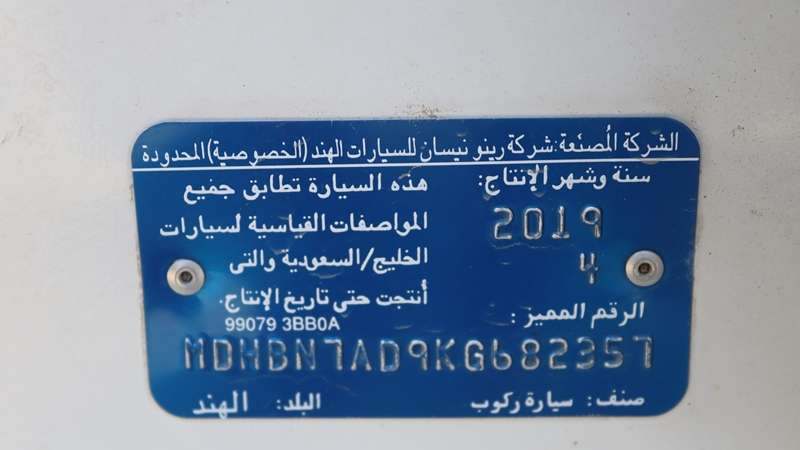 الشركة المُصنعة: شركة رينو نيسان للسيارات الهند (الخصوصية) المحدودة
سنة وشهر الإنتاج:
2019
4
هذه السيارة تطابق جميع
المواصفات القياسية لسيارات
الخليج/السعودية والتى
أنتجت حتى تاريخ الإنتاج.
99079 3BB0A
الرقم المميز :
MDHBN7AD9KG682357
صنف: سيارة ركوب
البلد: الهند